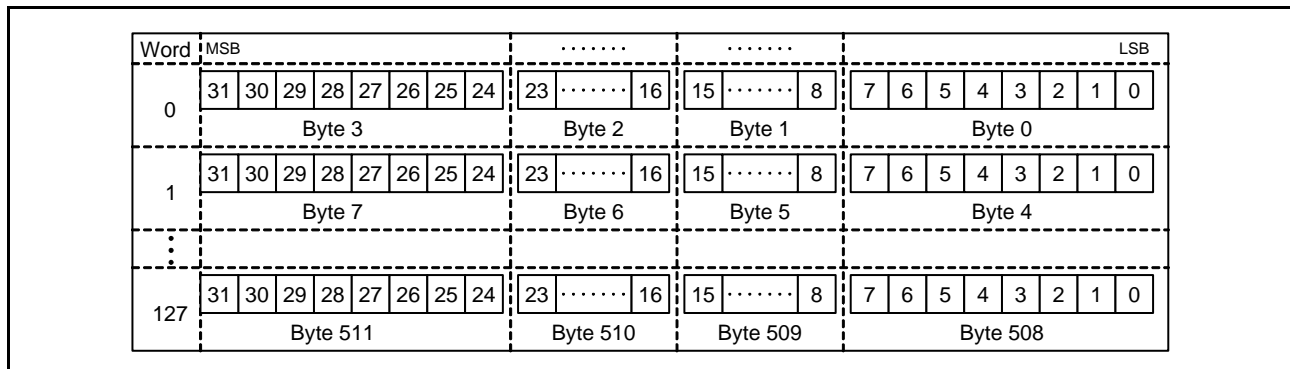 Word MSB ······· ······· LSB
0 31 30 29 28 27 26 25 24 23 ······· 16 15 ······· 8 7 6 5 4 3 2 1 0
Byte 3 Byte 2 Byte 1 Byte 0
1 31 30 29 28 27 26 25 24 23 ······· 16 15 ······· 8 7 6 5 4 3 2 1 0
Byte 7 Byte 6 Byte 5 Byte 4
⋮
127 31 30 29 28 27 26 25 24 23 ······· 16 15 ······· 8 7 6 5 4 3 2 1 0
Byte 511 Byte 510 Byte 509 Byte 508